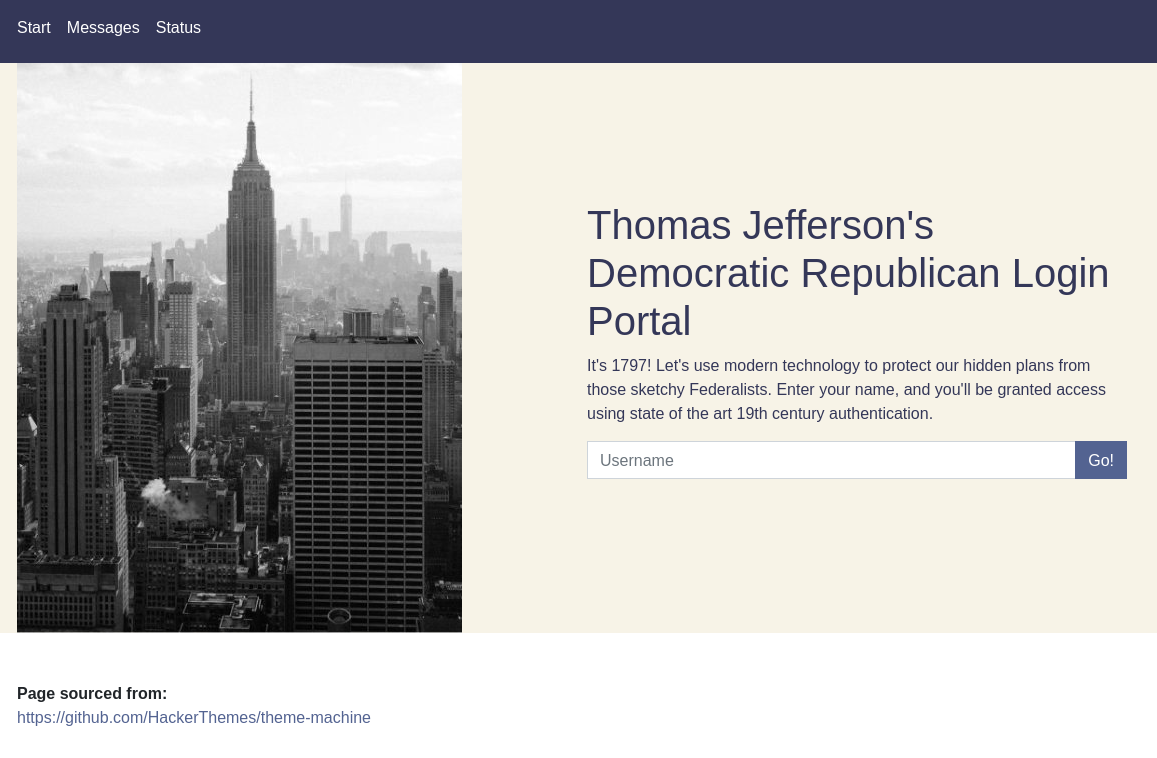 Start Messages Status
Thomas Jefferson's
Democratic Republican Login
Portal
It's 1797! Let's use modern technology to protect our hidden plans from
those sketchy Federalists. Enter your name, and you'll be granted access
using state of the art 19th century authentication.
Username Go!
Page sourced from:
https://github.com/HackerThemes/theme-machine